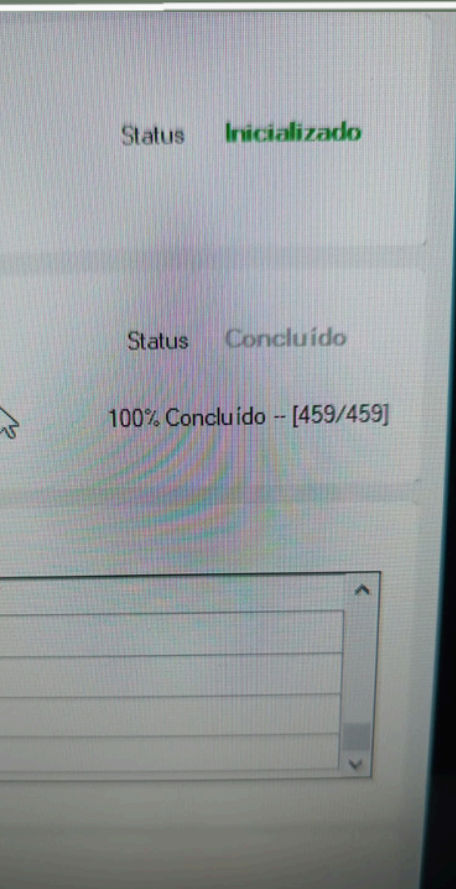 Status Inicializado
Status Concluído
100% Concluído -- [459/459]